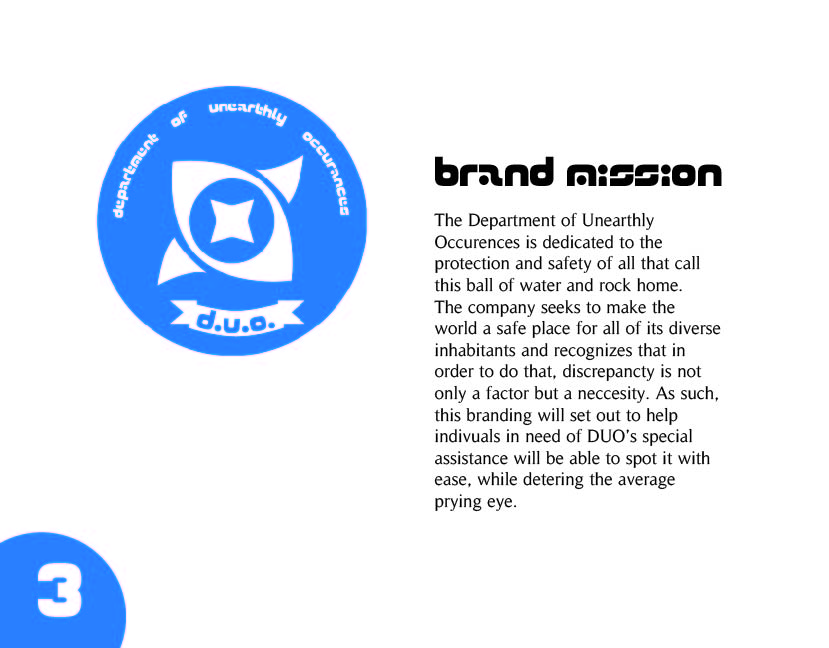 department of unearthly occurances
d.u.o.
brand mission
The Department of Unearthly
Occurences is dedicated to the
protection and safety of all that call
this ball of water and rock home.
The company seeks to make the
world a safe place for all of its diverse
inhabitants and recognizes that in
order to do that, discrepancty is not
only a factor but a neccesity. As such,
this branding will set out to help
indivuals in need of DUO's special
assistance will be able to spot it with
ease, while detering the average
prying eye.
3